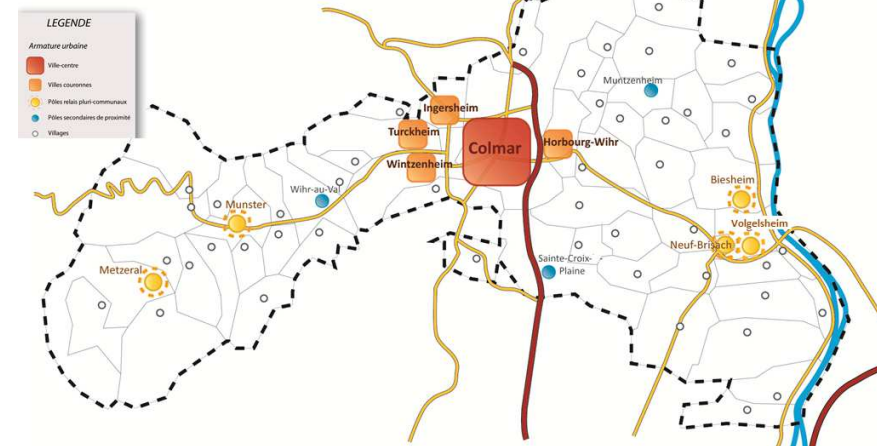 LEGENDE
Armature urbaine
Ville-centre
Villes couronnes
Pôles relais pluri-communaux
Pôles secondaires de proximité
Villages
Muntzenheim
Ingersheim
Turckheim
Colmar
Horbourg-Wihr
Wintzenheim
Wihr-au-Val
Biesheim
Munster
Volgelsheim
Neuf-Brisach
Metzeral
Sainte-Croix-
Plaine